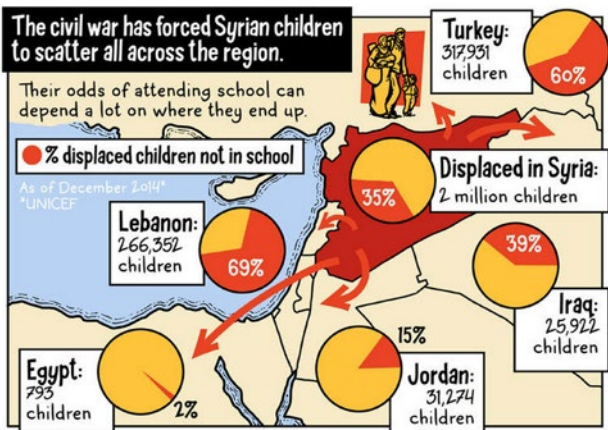 The civil war has forced Syrian children
to scatter all across the region.
Their odds of attending school can
depend a lot on where they end up.
% displaced children not in school
As of December 2014*
*UNICEF
Turkey:
317,931
children
60%
Displaced in Syria:
2 million children
35%
Lebanon:
266,352
children
69%
39%
Iraq:
25,922
children
Egypt:
793
children
2%
15%
Jordan:
31,274
children